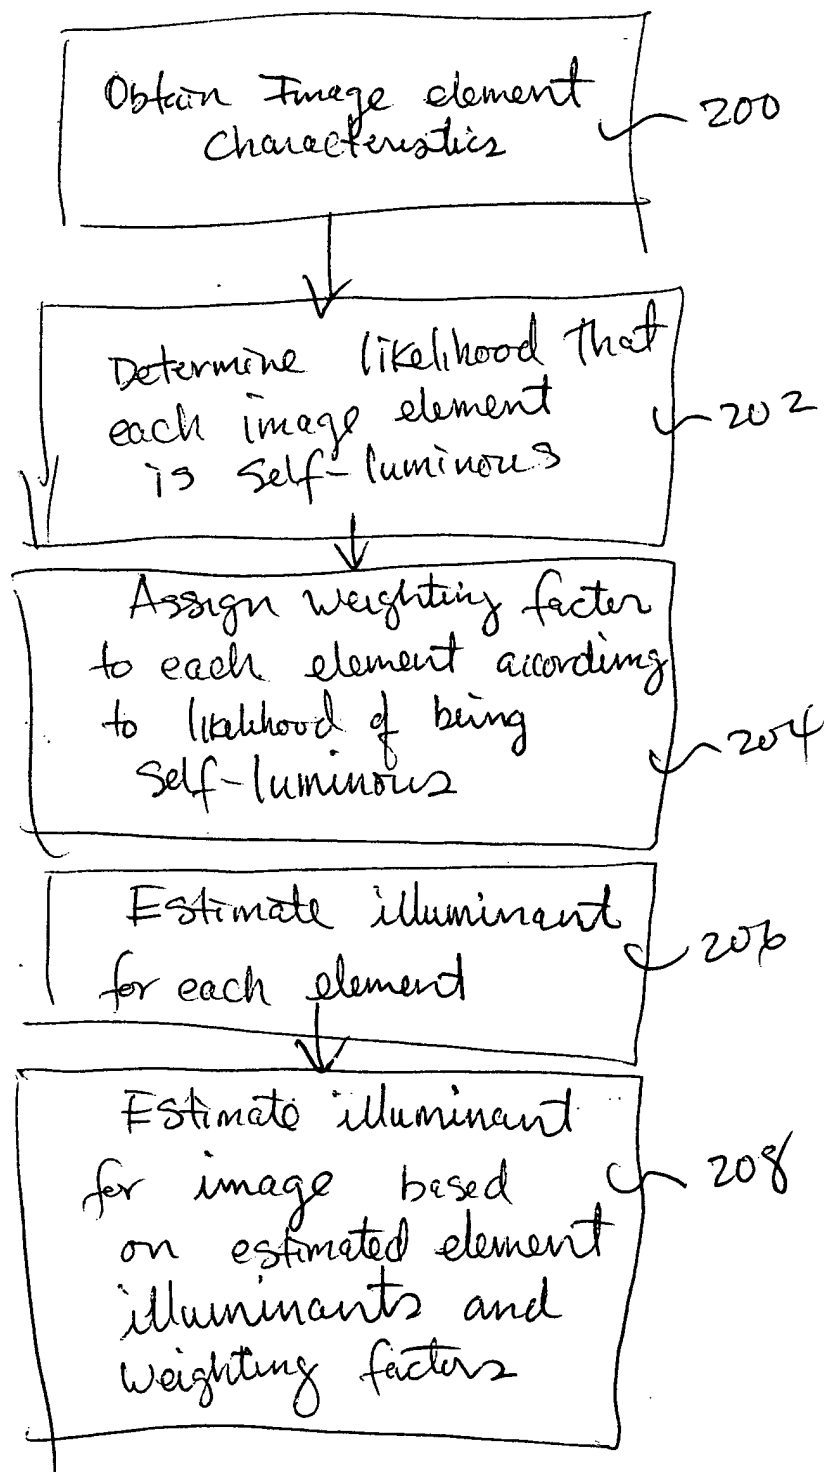 Obtain Image element
Characteristics
200
Determine likelihood that
each image element
is Self-luminous
202
Assign weighting factor
to each element according
to likelihood of being
Self-luminous
204
Estimate illuminant
for each element
206
Estimate illuminant
for image based
on estimated element
illuminants and
weighting factors
208